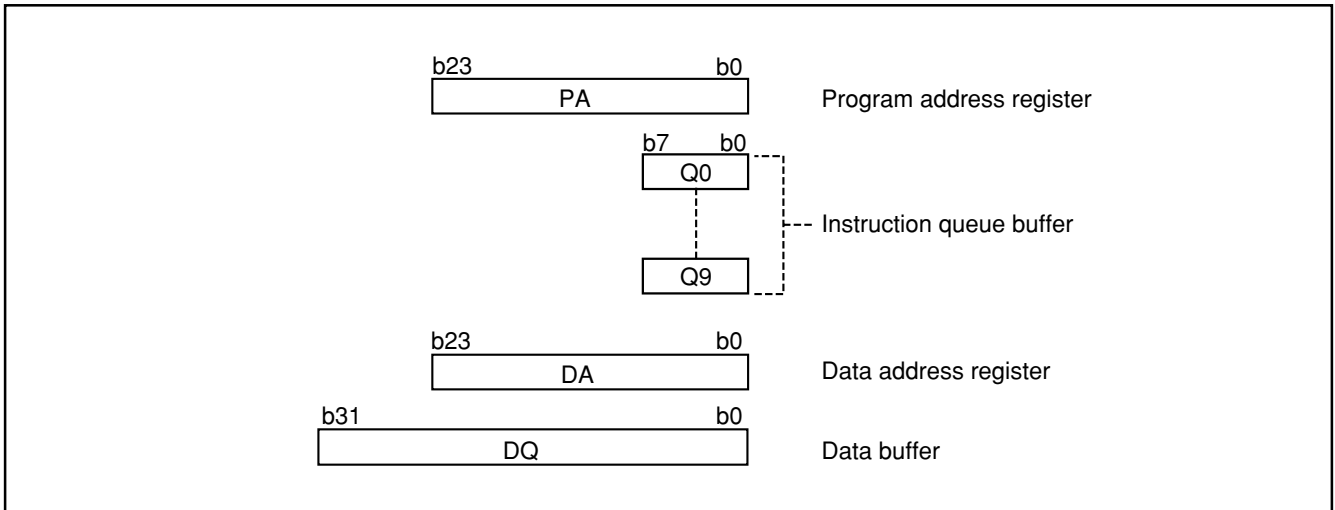 b23 b0
PA Program address register
b7 b0
Q0
Instruction queue buffer
Q9
b23 b0
DA Data address register
b31 b0
DQ Data buffer